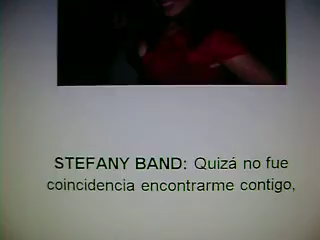 STEFANY BAND: Quizá no fue
coincidencia encontrarme contigo,